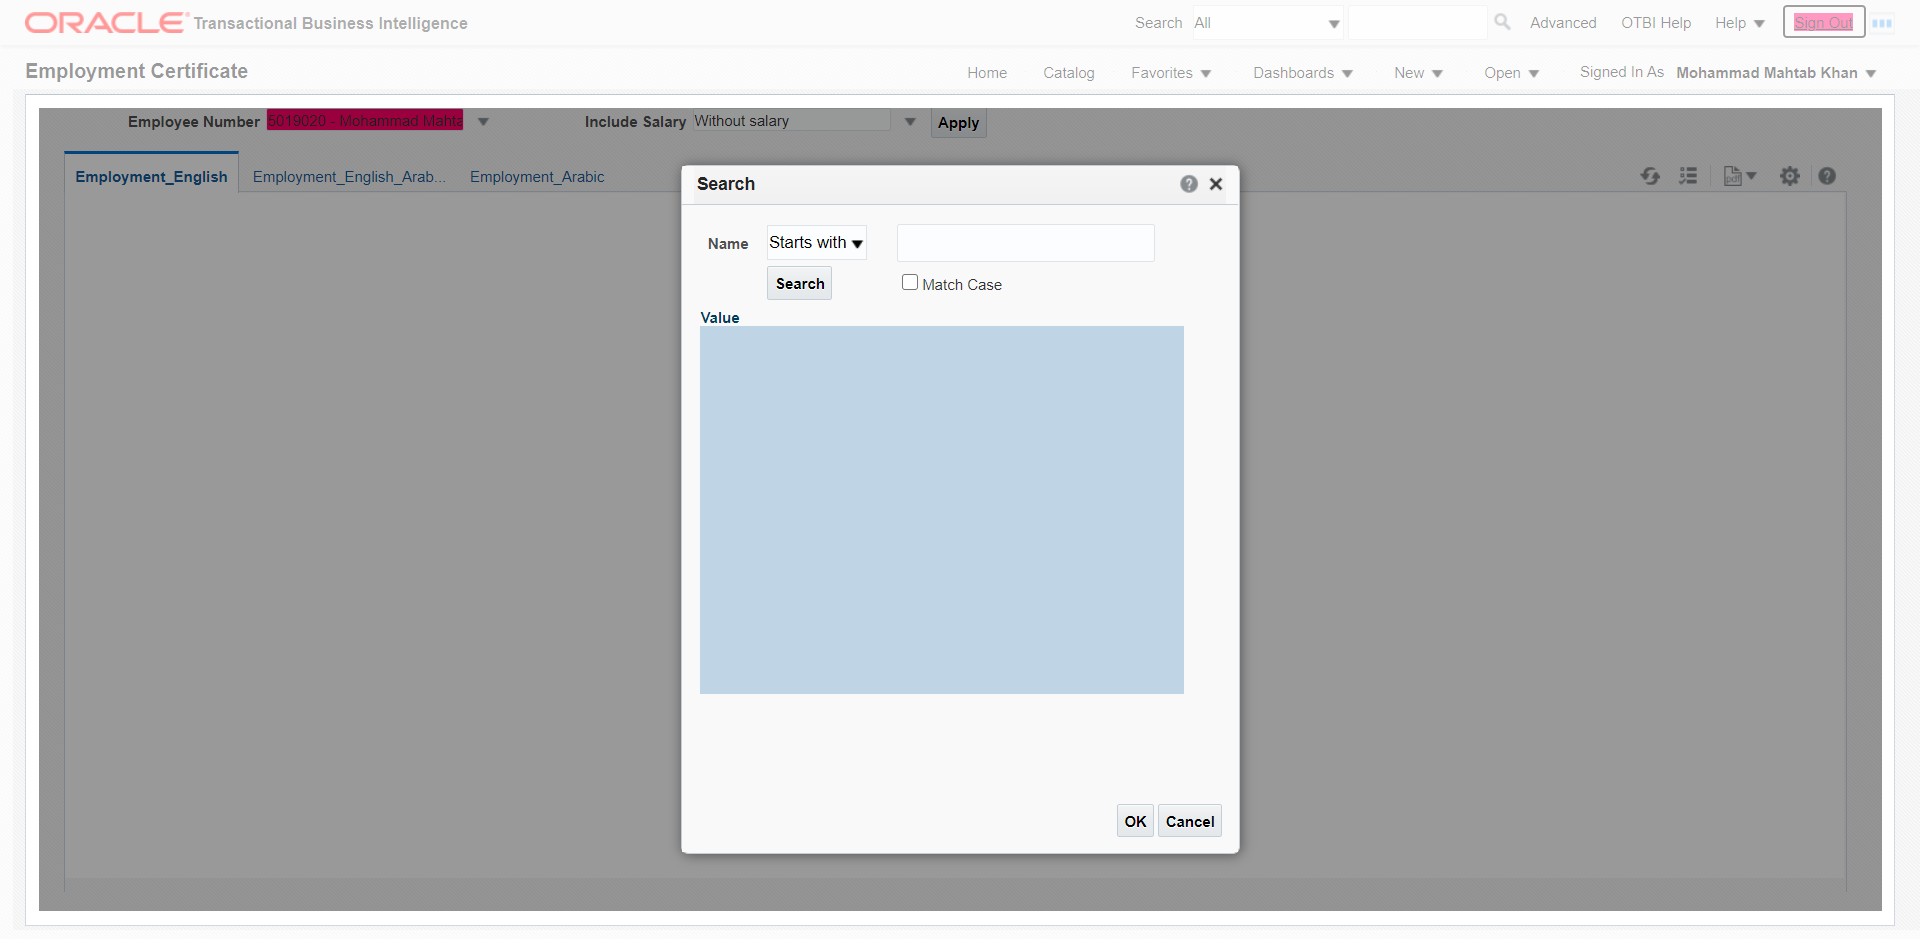 ORACLE® Transactional Business Intelligence
Search All Advanced OTBI Help Help Sign Out
Employment Certificate
Home Catalog Favorites Dashboards New Open Signed In As Mohammad Mahtab Khan
Employee Number 5019020 - Mohammad Mahta Include Salary Without salary Apply
Employment_English Employment_English_Arab... Employment_Arabic
Search
Name Starts with
Search Match Case
Value
OK Cancel